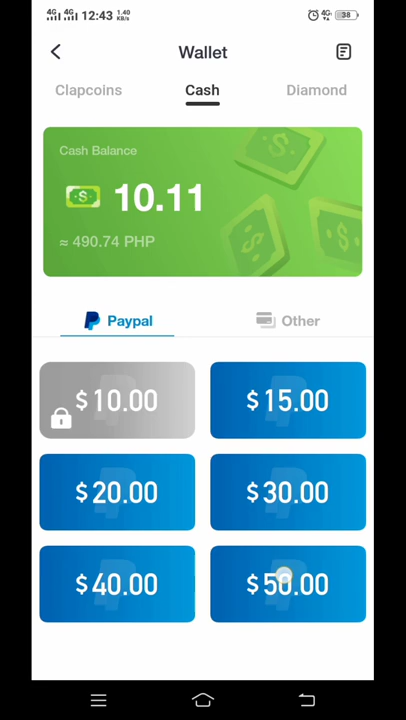 4G 4G 12:43 1.40 KB/s 4G 38
Wallet
Clapcoins Cash Diamond
Cash Balance
10.11
≈ 490.74 PHP
Paypal Other
$10.00 $15.00
$20.00 $30.00
$40.00 $50.00